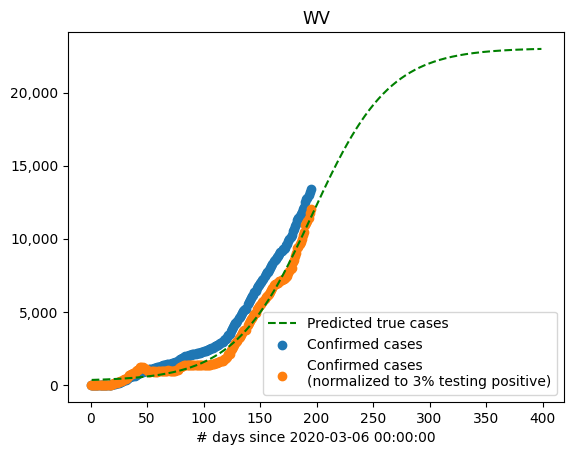 WV
20,000
15,000
10,000
5,000
0
Predicted true cases
Confirmed cases
Confirmed cases
(normalized to 3% testing positive)
0 50 100 150 200 250 300 350 400
# days since 2020-03-06 00:00:00